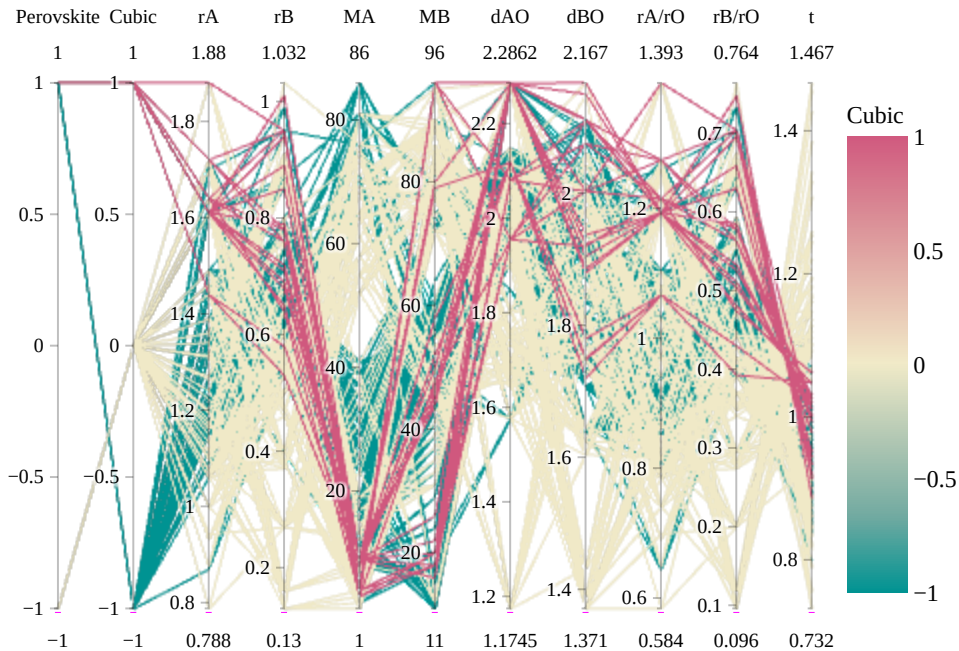 Perovskite Cubic rA rB MA MB dAO dBO rA/rO rB/rO t
1 1 1.88 1.032 86 96 2.2862 2.167 1.393 0.764 1.467
Cubic
1 1 1.8 1 80 2.2 0.7 1.4 1
0.5 0.5 1.6 0.8 60 80 2 2 1.2 0.6 1.2 0.5
0 0 1.4 0.6 40 60 1.8 1.8 1 0.5 0.4 1 0
−0.5 −0.5 1.2 0.4 20 40 1.6 1.6 0.8 0.3 −0.5
1 0.2 20 1.4 1.4 0.2 0.8
−1 −1 0.8 1.2 0.6 0.1 −1
−1 −1 0.788 0.13 1 11 1.1745 1.371 0.584 0.096 0.732